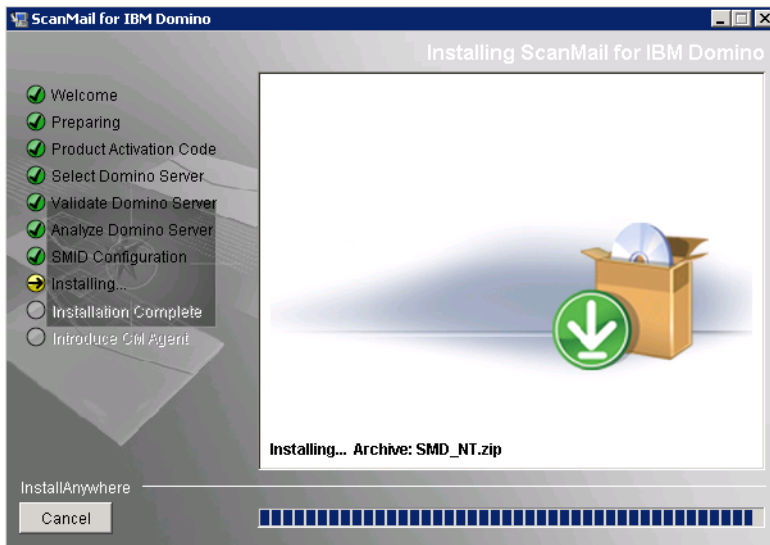 ScanMail for IBM Domino
Installing ScanMail for IBM Domino
Welcome
Preparing
Product Activation Code
Select Domino Server
Validate Domino Server
Analyze Domino Server
SMID Configuration
Installing...
Installation Complete
Introduce CM Agent
Installing... Archive: SMD_NT.zip
InstallAnywhere
Cancel